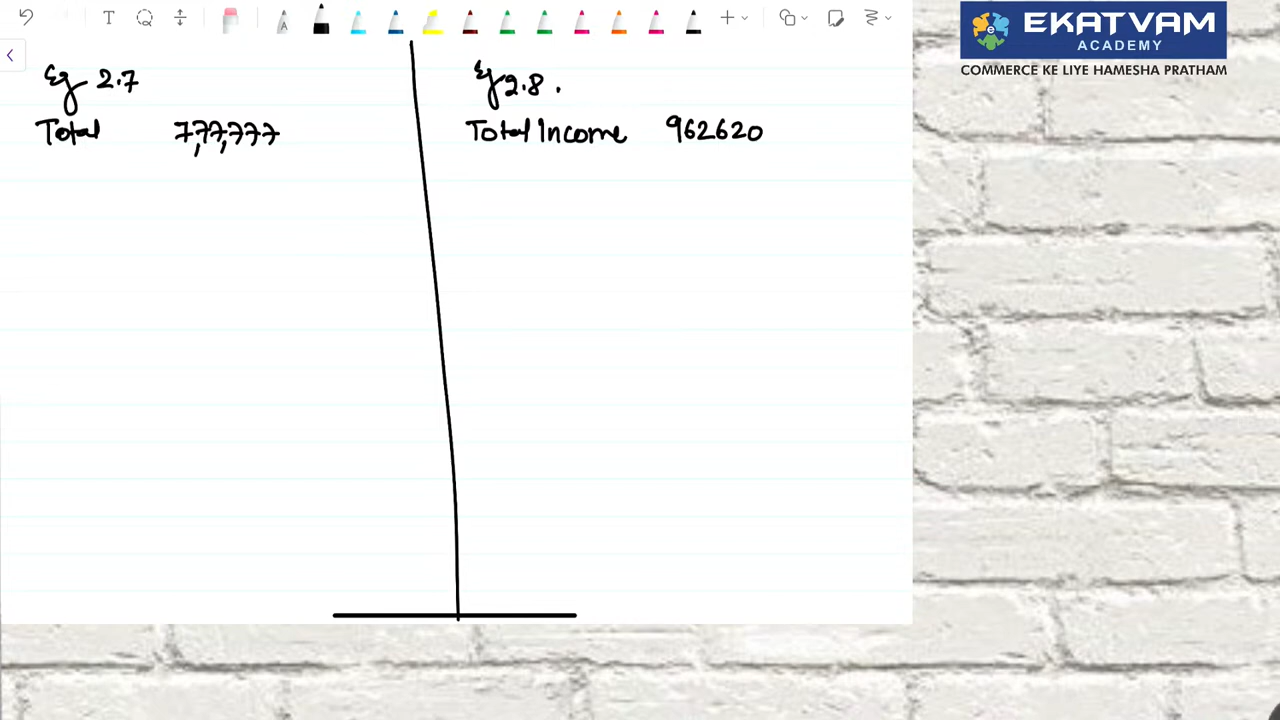 EKATVAM
ACADEMY
COMMERCE KE LIYE HAMESHA PRATHAM
Eg 2.7
Total 7,77,777
Eg 2.8.
Total Income 962620